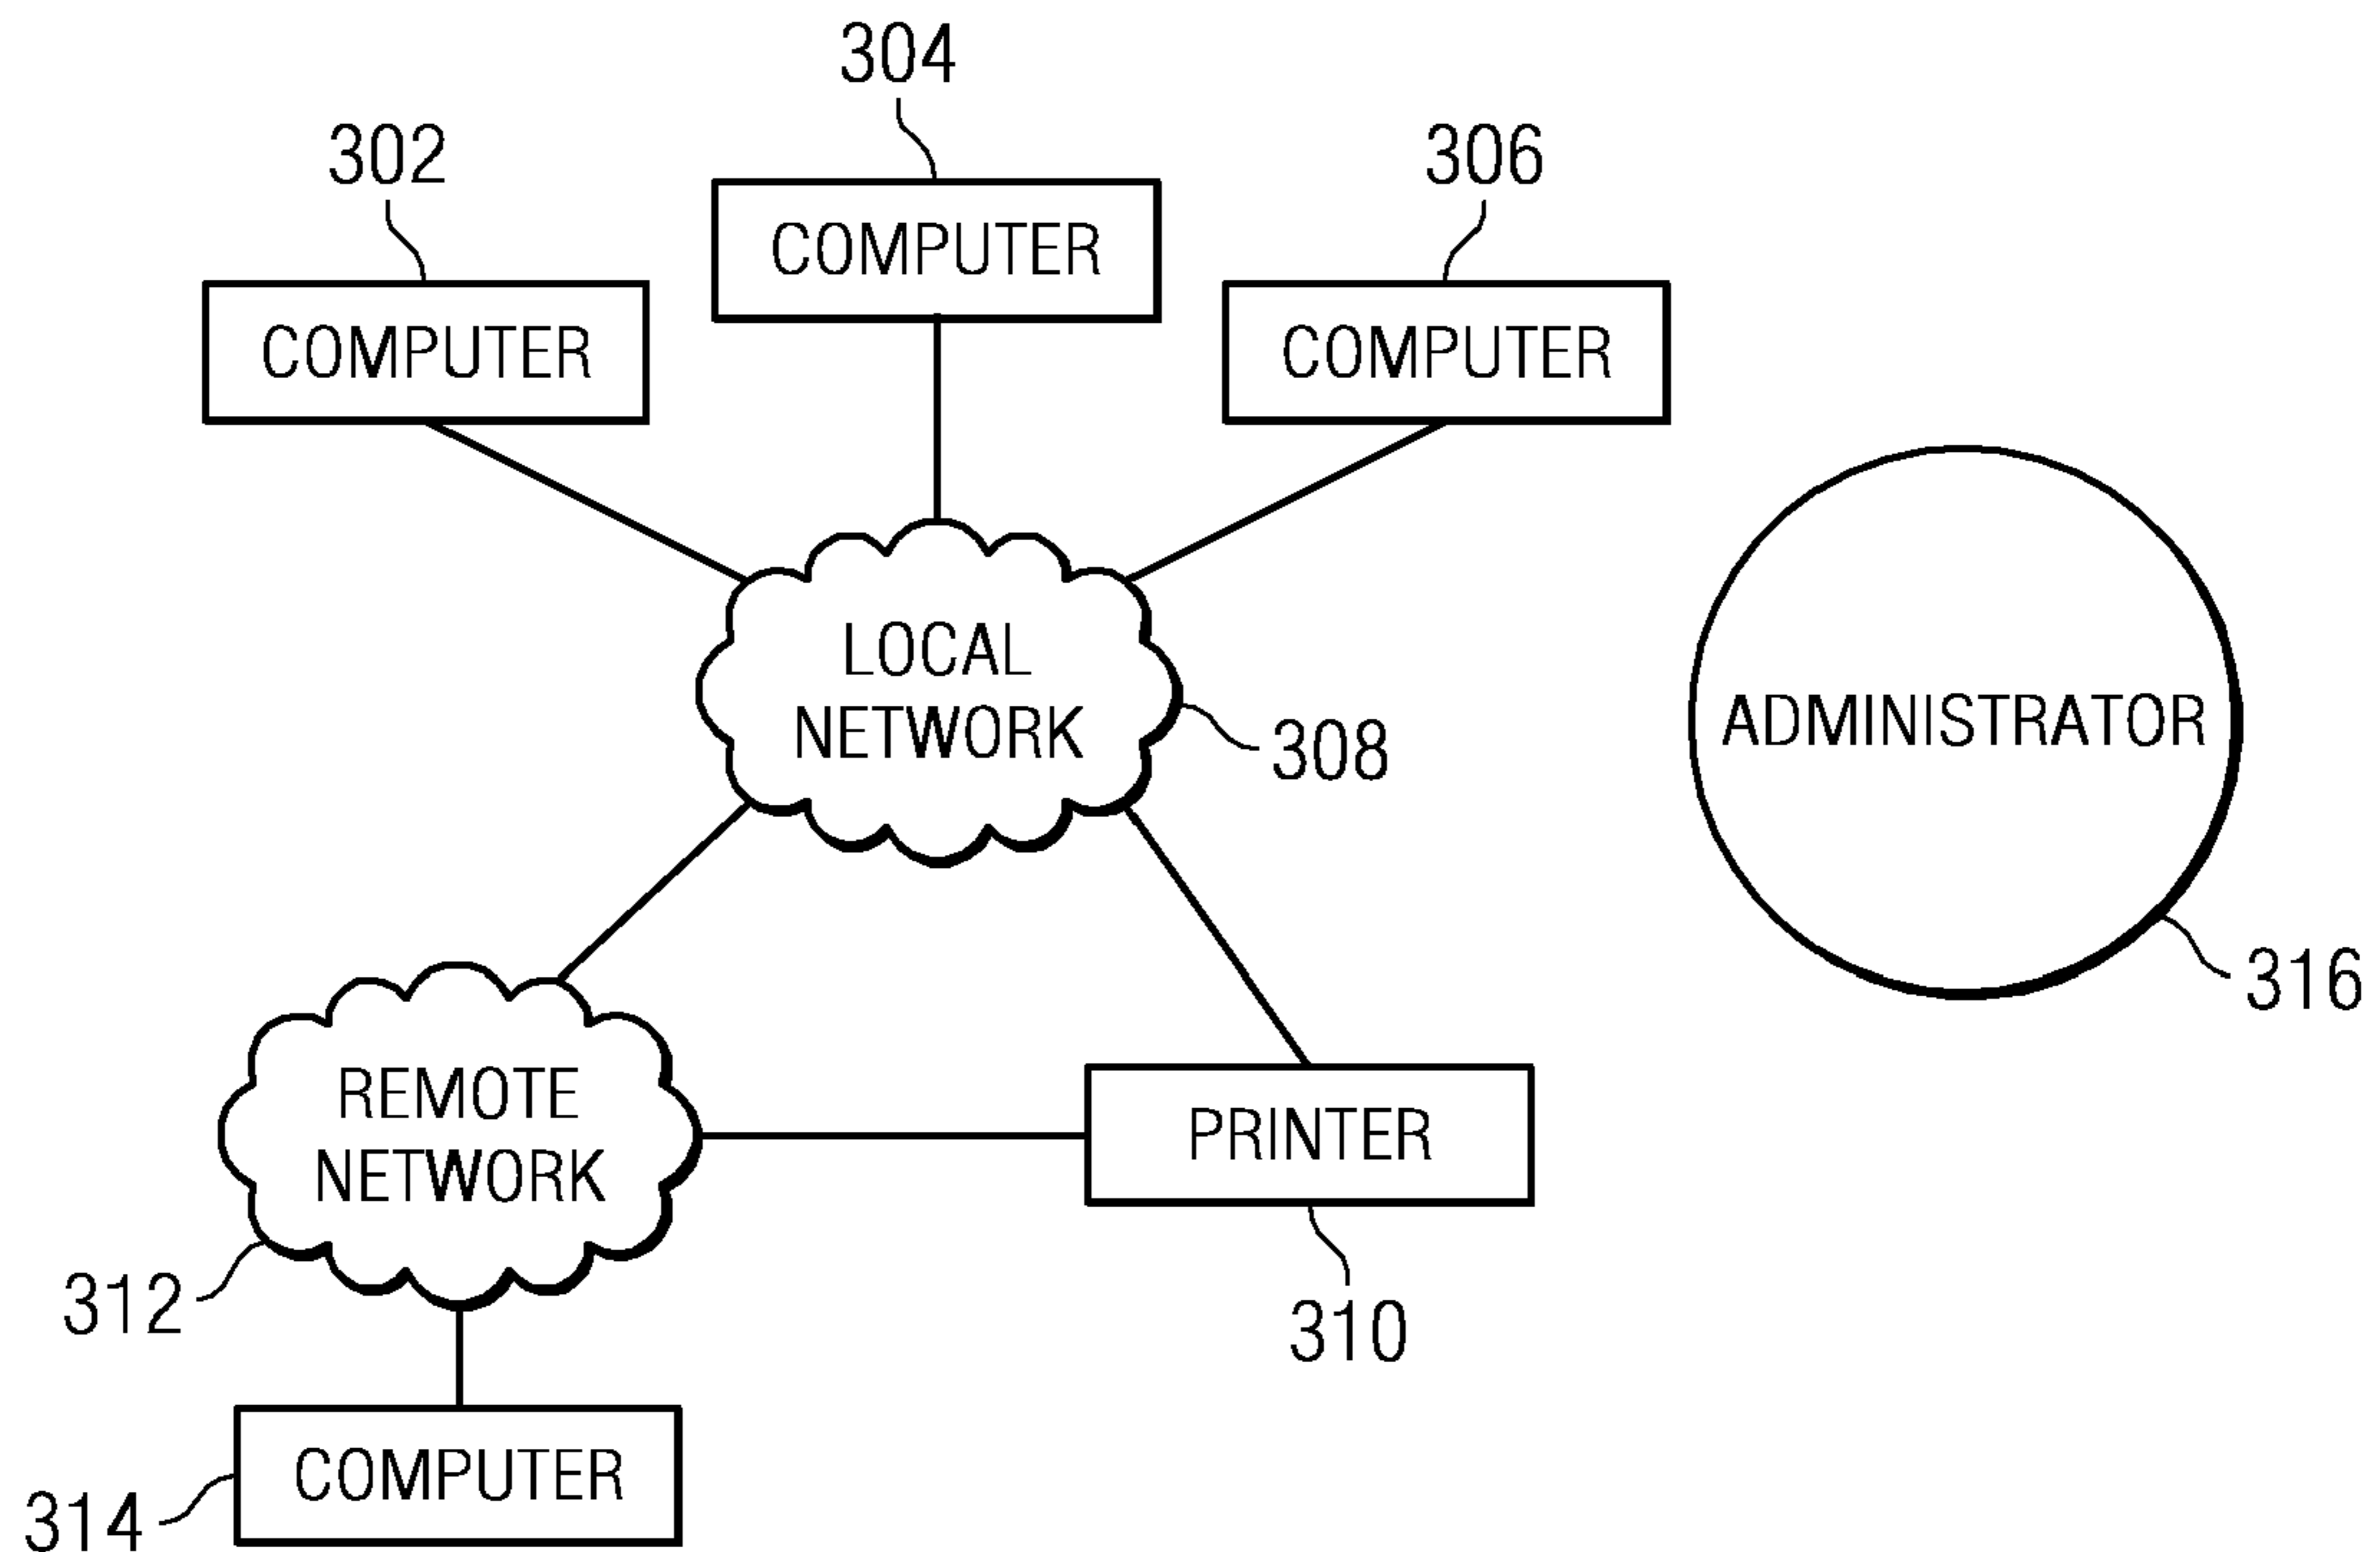 304
302
306
COMPUTER
COMPUTER
COMPUTER
LOCAL
NETWORK
308
ADMINISTRATOR
316
REMOTE
NETWORK
PRINTER
312
310
COMPUTER
314